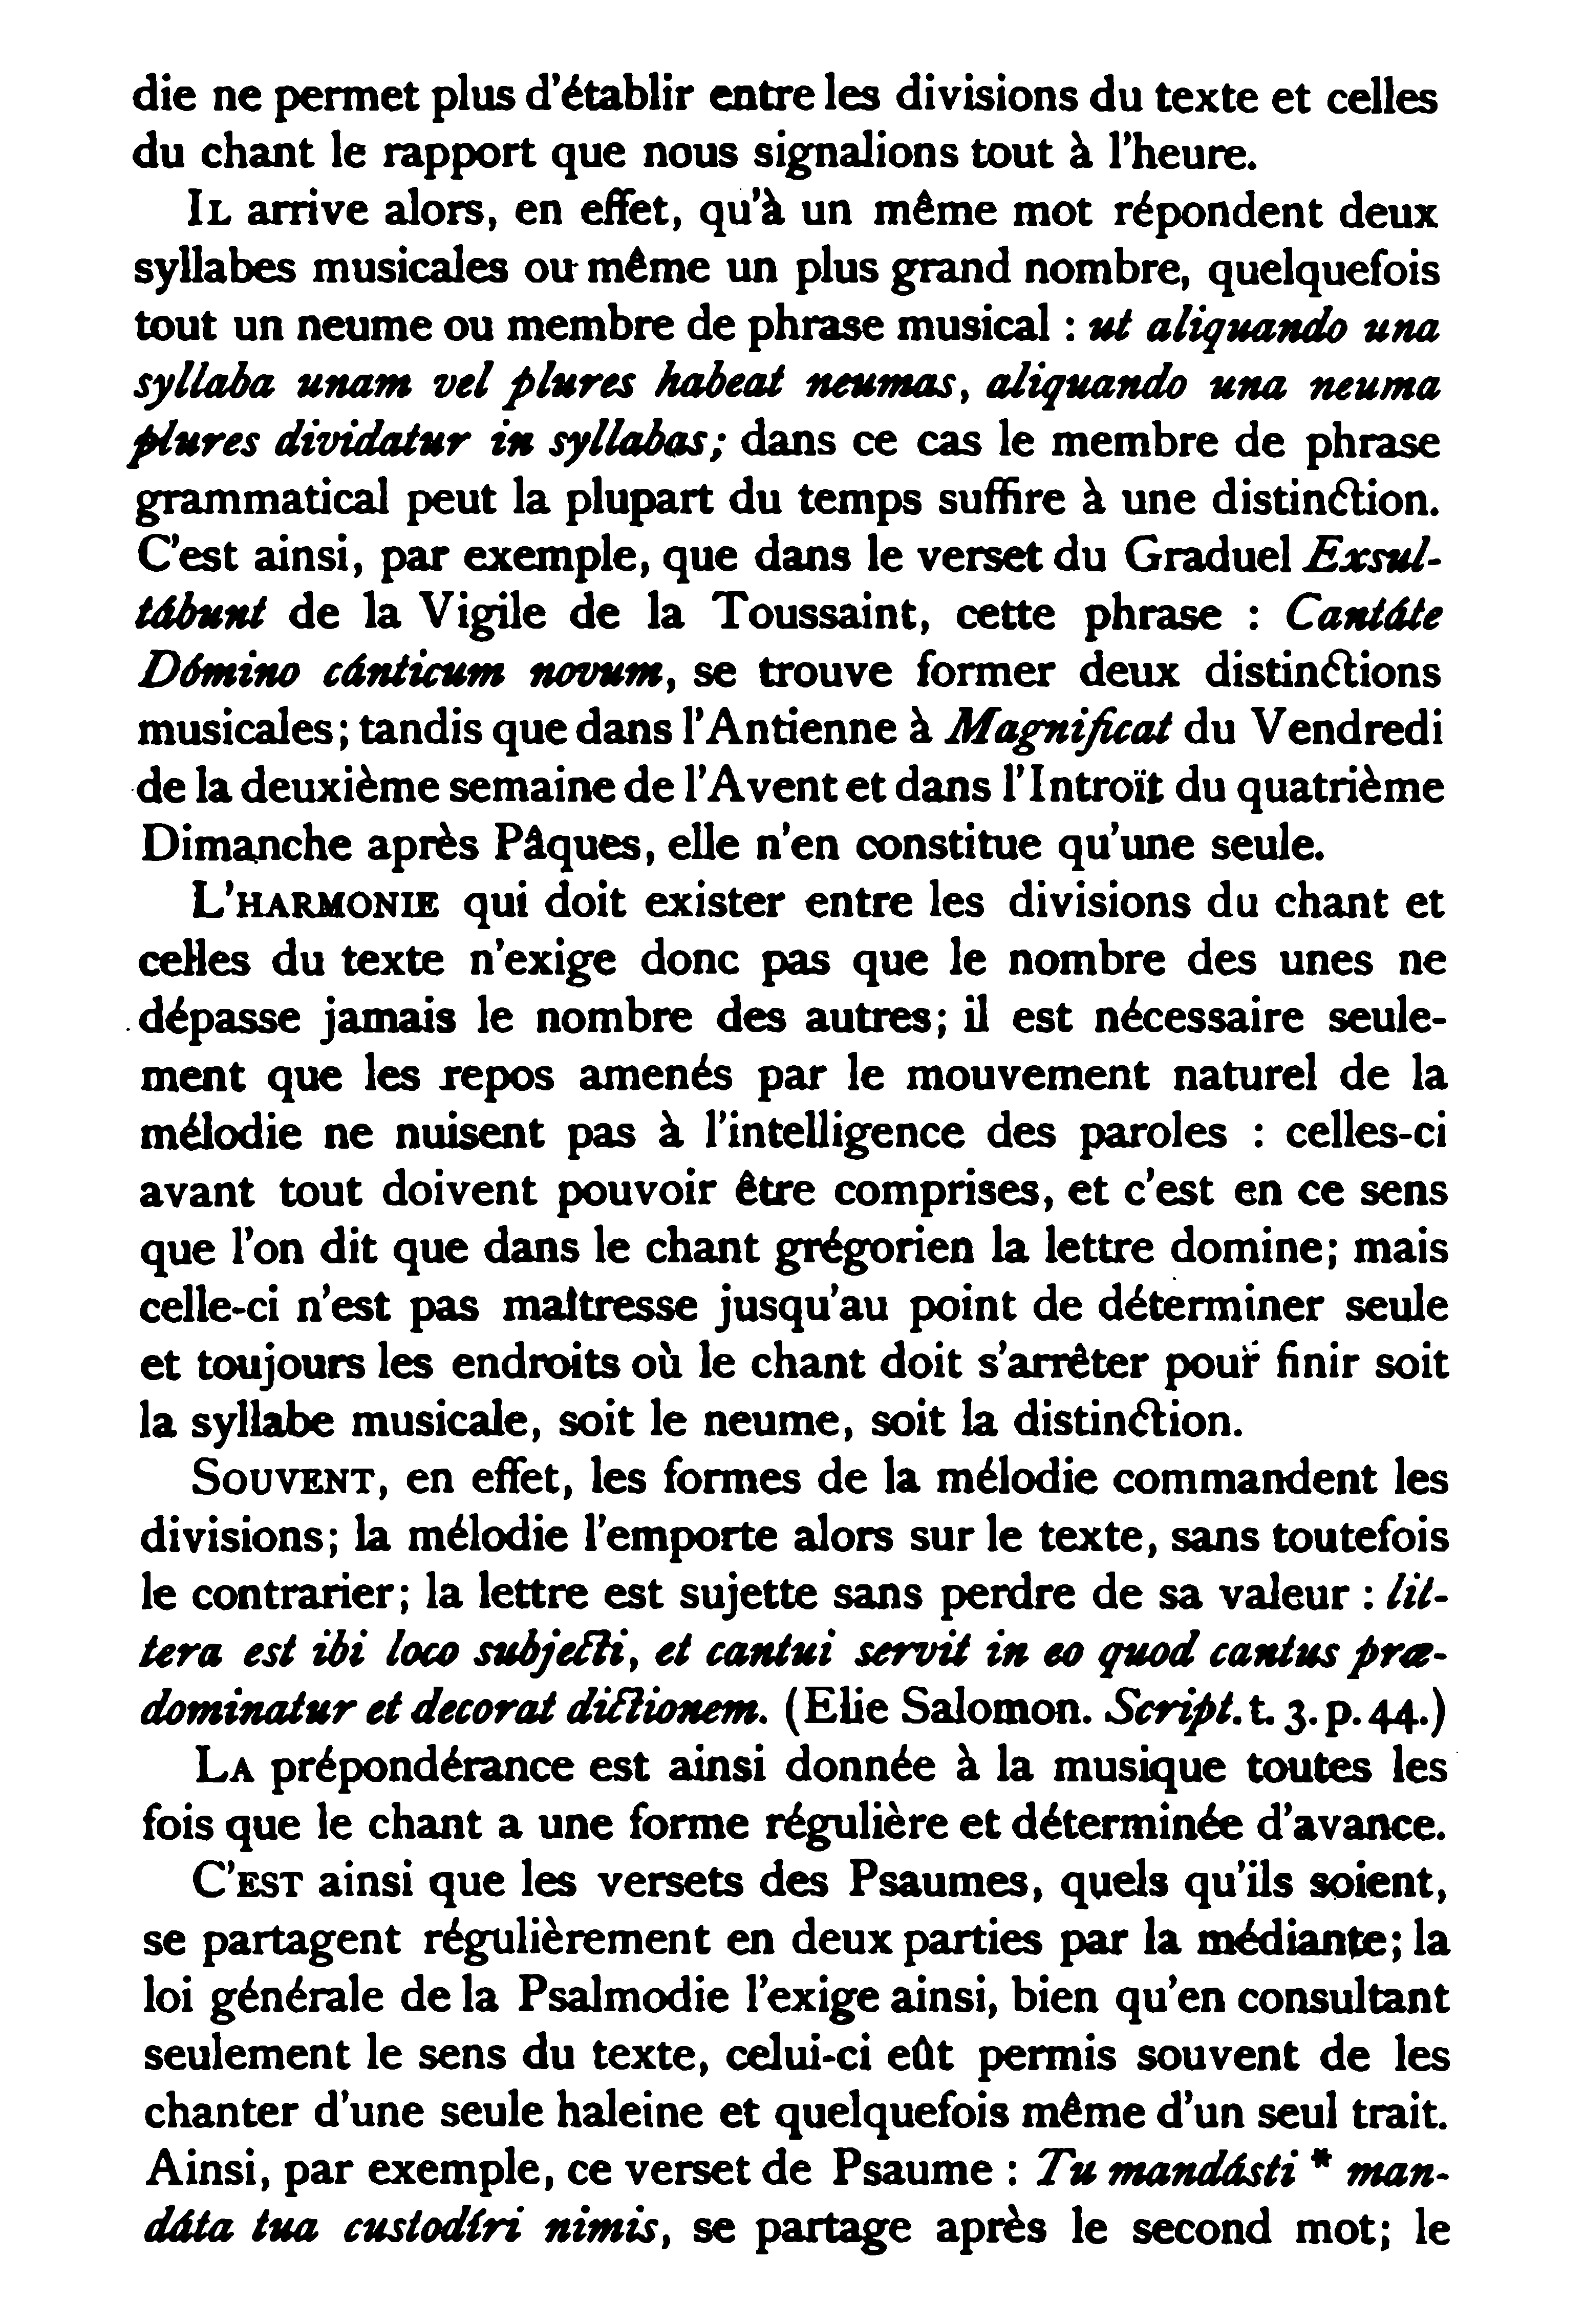 die ne permet plus d'établir entre les divisions du texte et celles
du chant le rapport que nous signalions tout à l'heure.
IL arrive alors, en effet, qu'à un même mot répondent deux
syllabes musicales ou même un plus grand nombre, quelquefois
tout un neume ou membre de phrase musical : ut aliquando una
syllaba unam vel plures habeat neumas, aliquando una neuma
plures dividatur in syllabas; dans ce cas le membre de phrase
grammatical peut la plupart du temps suffire à une distinction.
C'est ainsi, par exemple, que dans le verset du Graduel Exsul-
tábunt de la Vigile de la Toussaint, cette phrase : Cantáte
Dómino cánticum novum, se trouve former deux distinctions
musicales; tandis que dans l'Antienne à Magnificat du Vendredi
de la deuxième semaine de l'Avent et dans l'Introït du quatrième
Dimanche après Pâques, elle n'en constitue qu'une seule.
L'HARMONIE qui doit exister entre les divisions du chant et
celles du texte n'exige donc pas que le nombre des unes ne
dépasse jamais le nombre des autres; il est nécessaire seule-
ment que les repos amenés par le mouvement naturel de la
mélodie ne nuisent pas à l'intelligence des paroles : celles-ci
avant tout doivent pouvoir être comprises, et c'est en ce sens
que l'on dit que dans le chant grégorien la lettre domine; mais
celle-ci n'est pas maîtresse jusqu'au point de déterminer seule
et toujours les endroits où le chant doit s'arrêter pour finir soit
la syllabe musicale, soit le neume, soit la distinction.
SOUVENT, en effet, les formes de la mélodie commandent les
divisions; la mélodie l'emporte alors sur le texte, sans toutefois
le contrarier; la lettre est sujette sans perdre de sa valeur : lit-
tera est ibi loco subjecti, et cantui servit in eo quod cantus præ-
dominatur et decorat dictionem. (Elie Salomon. Script. t. 3. p. 44.)
LA prépondérance est ainsi donnée à la musique toutes les
fois que le chant a une forme régulière et déterminée d'avance.
C'EST ainsi que les versets des Psaumes, quels qu'ils soient,
se partagent régulièrement en deux parties par la médiante; la
loi générale de la Psalmodie l'exige ainsi, bien qu'en consultant
seulement le sens du texte, celui-ci eût permis souvent de les
chanter d'une seule haleine et quelquefois même d'un seul trait.
Ainsi, par exemple, ce verset de Psaume : Tu mandásti * man-
dáta tua custodíri nimis, se partage après le second mot; le